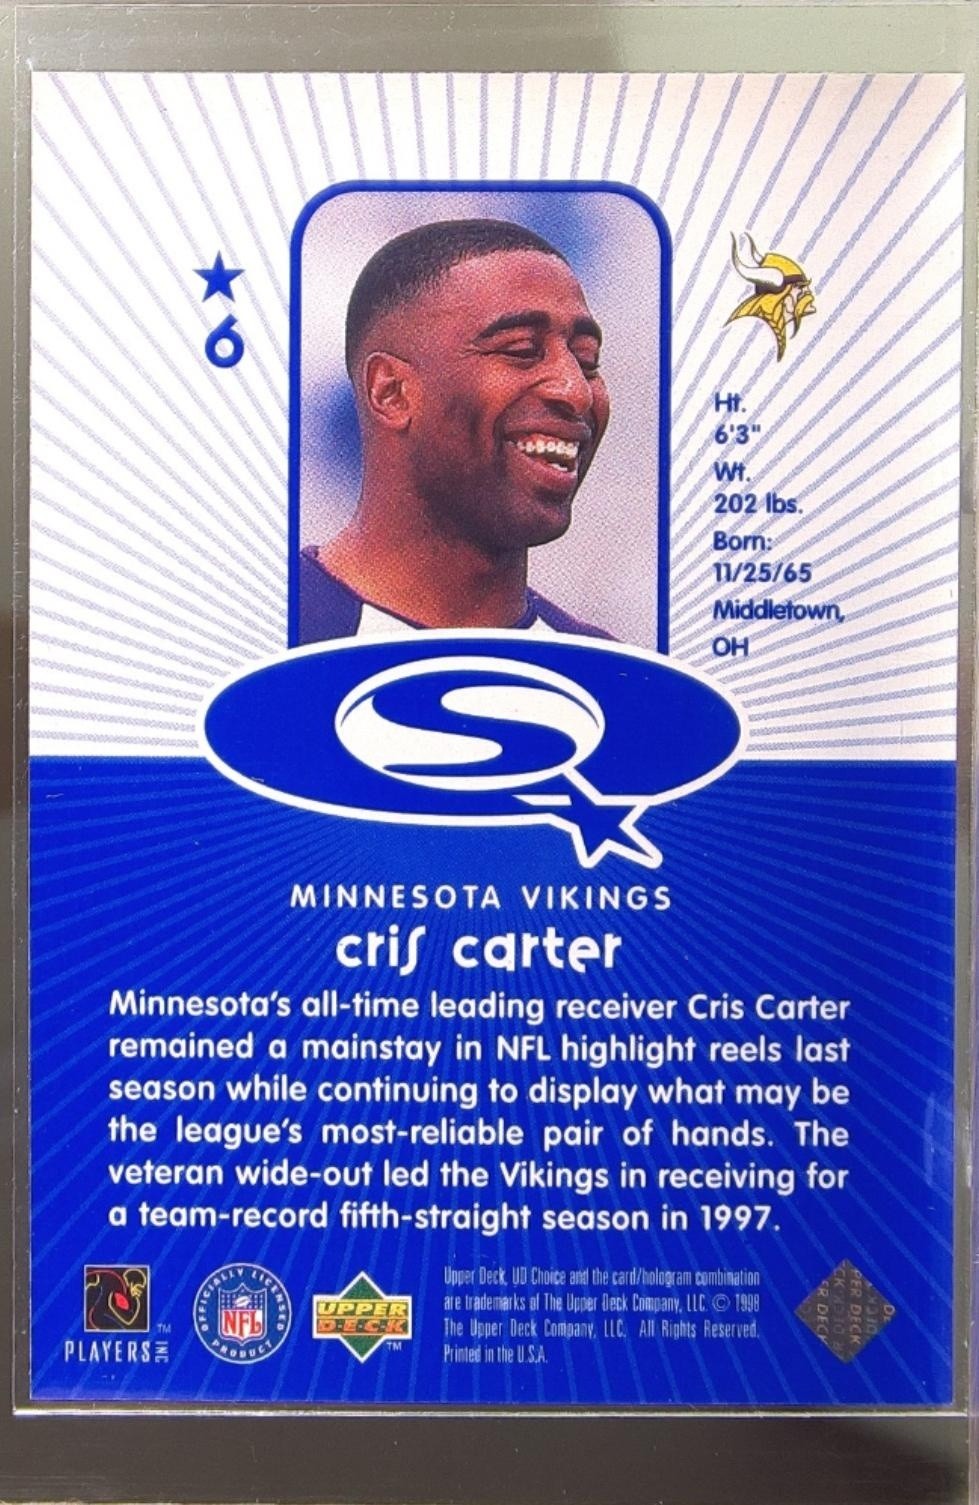 6
Ht.
6'3"
Wt.
202 lbs.
Born:
11/25/65
Middletown,
OH
MINNESOTA VIKINGS
cris carter
Minnesota's all-time leading receiver Cris Carter
remained a mainstay in NFL highlight reels last
season while continuing to display what may be
the league's most-reliable pair of hands. The
veteran wide-out led the Vikings in receiving for
a team-record fifth-straight season in 1997.
PLAYERS INC ™
OFFICIALLY LICENSED
NFL
PRODUCT
UPPER
DECK ™
Upper Deck, UD Choice and the card/hologram combination
are trademarks of The Upper Deck Company, LLC. © 1998
The Upper Deck Company, LLC. All Rights Reserved.
Printed in the U.S.A.